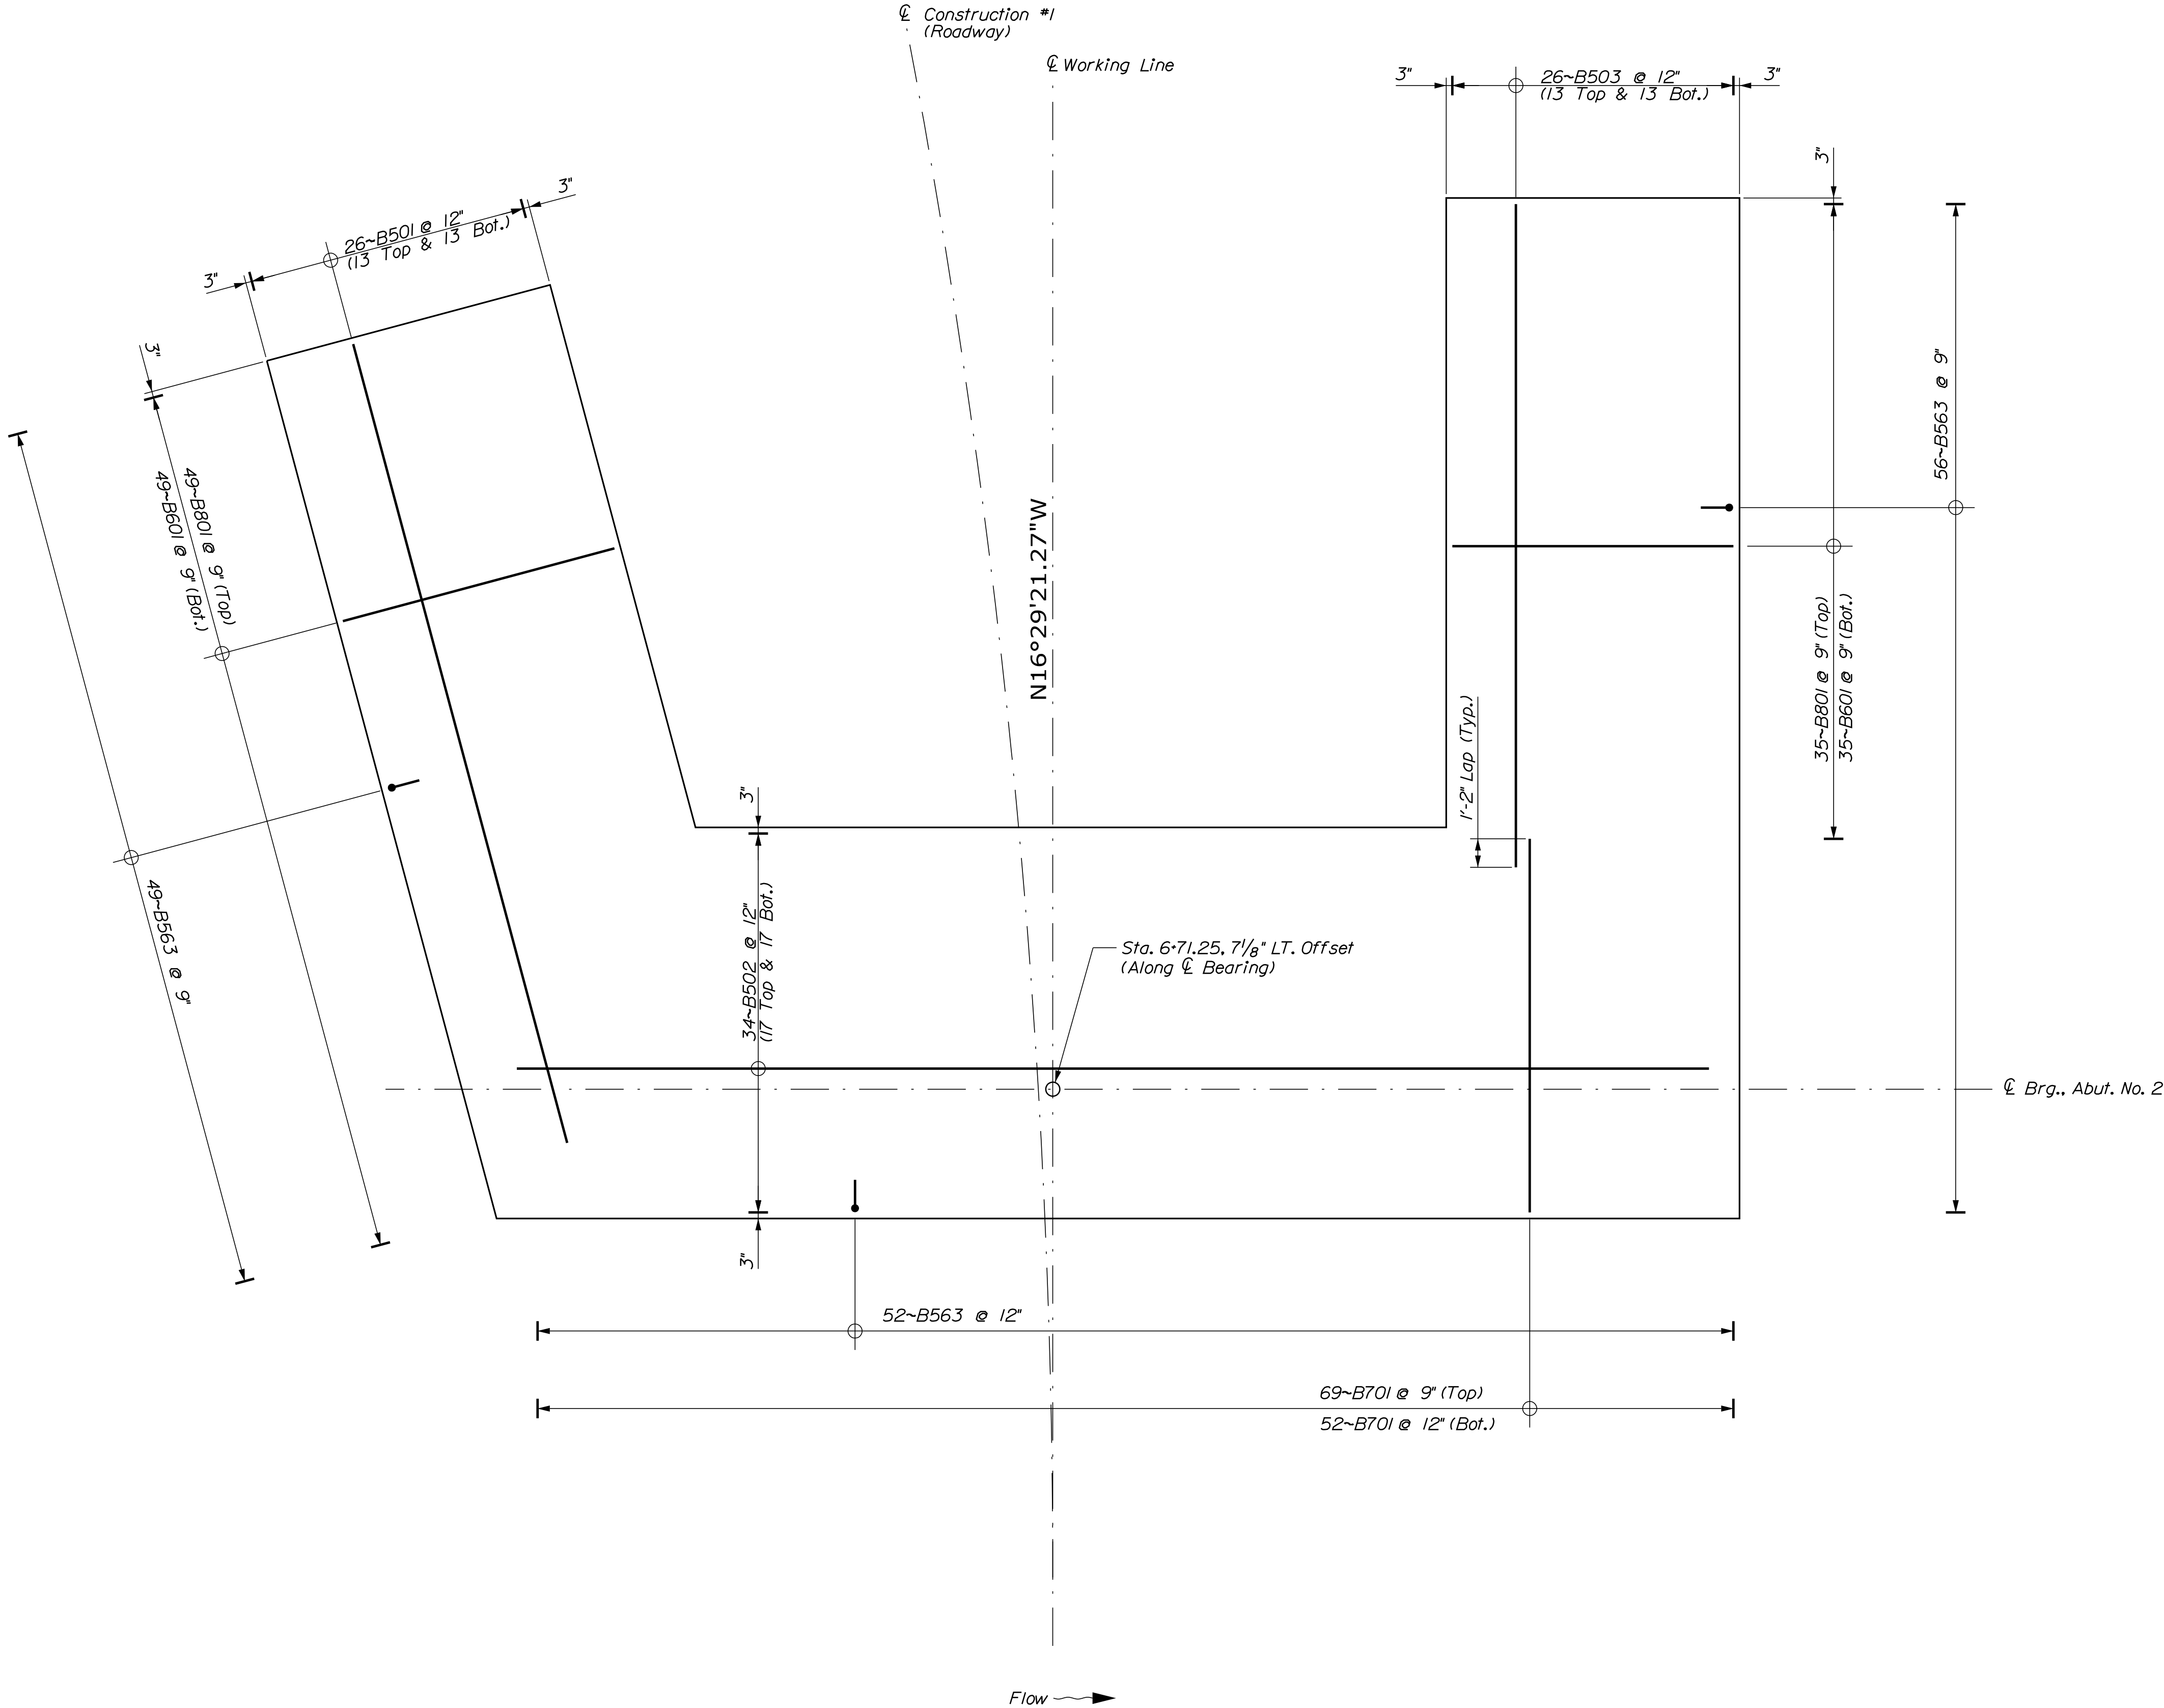 ℄ Construction #1
(Roadway)
℄ Working Line
3"
26~B503 @ 12"
(13 Top & 13 Bot.)
3"
3"
3"
26~B501 @ 12"
(13 Top & 13 Bot.)
3"
3"
49~B801 @ 9" (Top)
49~B601 @ 9" (Bot.)
49~B563 @ 9"
N16°29'21.27"W
56~B563 @ 9"
35~B801 @ 9" (Top)
35~B601 @ 9" (Bot.)
1'-2" Lap (Typ.)
3"
34~B502 @ 12"
(17 Top & 17 Bot.)
3"
Sta. 6+71.25, 7 1/8" LT. Offset
(Along ℄ Bearing)
℄ Brg., Abut. No. 2
52~B563 @ 12"
69~B701 @ 9" (Top)
52~B701 @ 12" (Bot.)
Flow